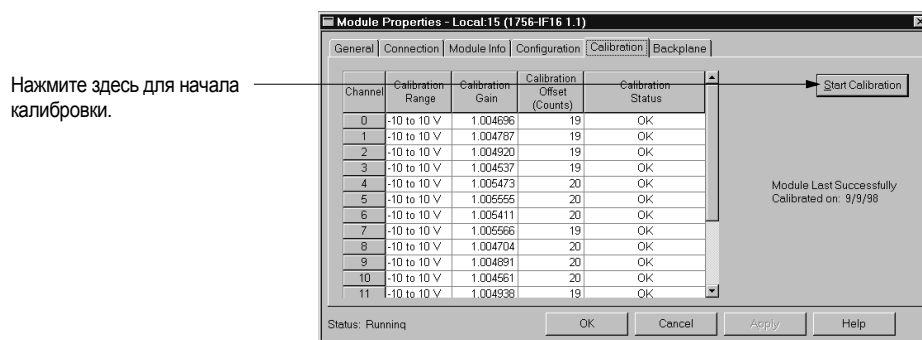 Module Properties - Local:15 (1756-IF16 1.1)
General Connection Module Info Configuration Calibration Backplane
Нажмите здесь для начала
калибровки.
Start Calibration
Channel Calibration Range Calibration Gain Calibration Offset (Counts) Calibration Status
0 -10 to 10 V 1.004696 19 OK
1 -10 to 10 V 1.004787 19 OK
2 -10 to 10 V 1.004920 19 OK
3 -10 to 10 V 1.004537 19 OK
4 -10 to 10 V 1.005473 20 OK
5 -10 to 10 V 1.005555 20 OK
6 -10 to 10 V 1.005411 20 OK
7 -10 to 10 V 1.005566 19 OK
8 -10 to 10 V 1.004704 20 OK
9 -10 to 10 V 1.004891 20 OK
10 -10 to 10 V 1.004561 20 OK
11 -10 to 10 V 1.004938 19 OK
Module Last Successfully
Calibrated on: 9/9/98
Status: Running
OK Cancel Apply Help